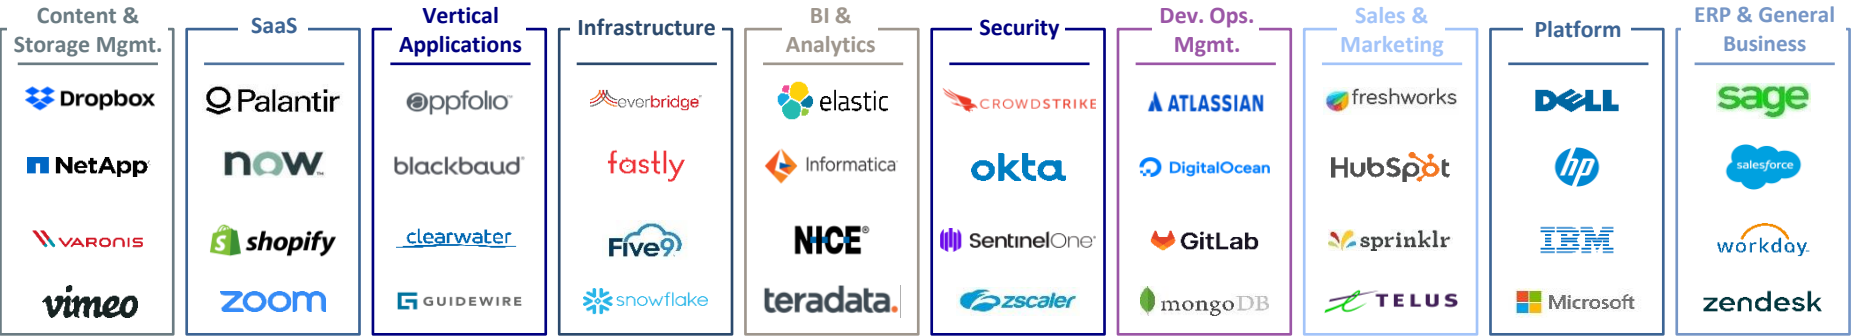 Content &
Storage Mgmt.
Dropbox
NetApp
VARONIS
vimeo
SaaS
Palantir
now
shopify
zoom
Vertical
Applications
appfolio
blackbaud
clearwater
GUIDEWIRE
Infrastructure
everbridge
fastly
Five9
snowflake
BI &
Analytics
elastic
Informatica
NICE®
teradata.
Security
CROWDSTRIKE
okta
SentinelOne
zscaler
Dev. Ops.
Mgmt.
ATLASSIAN
DigitalOcean
GitLab
mongoDB
Sales &
Marketing
freshworks
HubSpot
sprinklr
TELUS
Platform
DELL
hp
IBM
Microsoft
ERP & General
Business
sage
salesforce
workday
zendesk